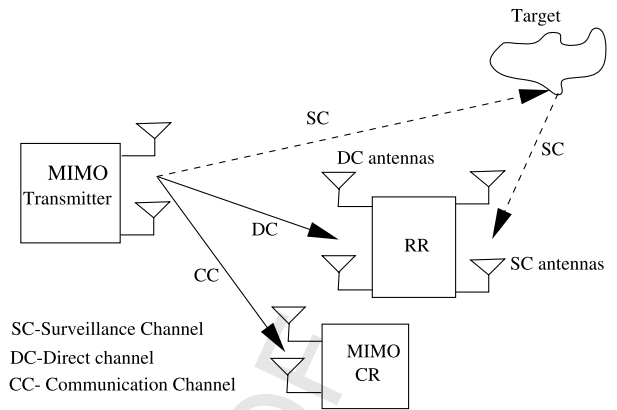 Target
SC
MIMO
Transmitter
DC antennas
SC
DC
RR
SC antennas
CC
SC-Surveillance Channel
DC-Direct channel
CC- Communication Channel
MIMO
CR